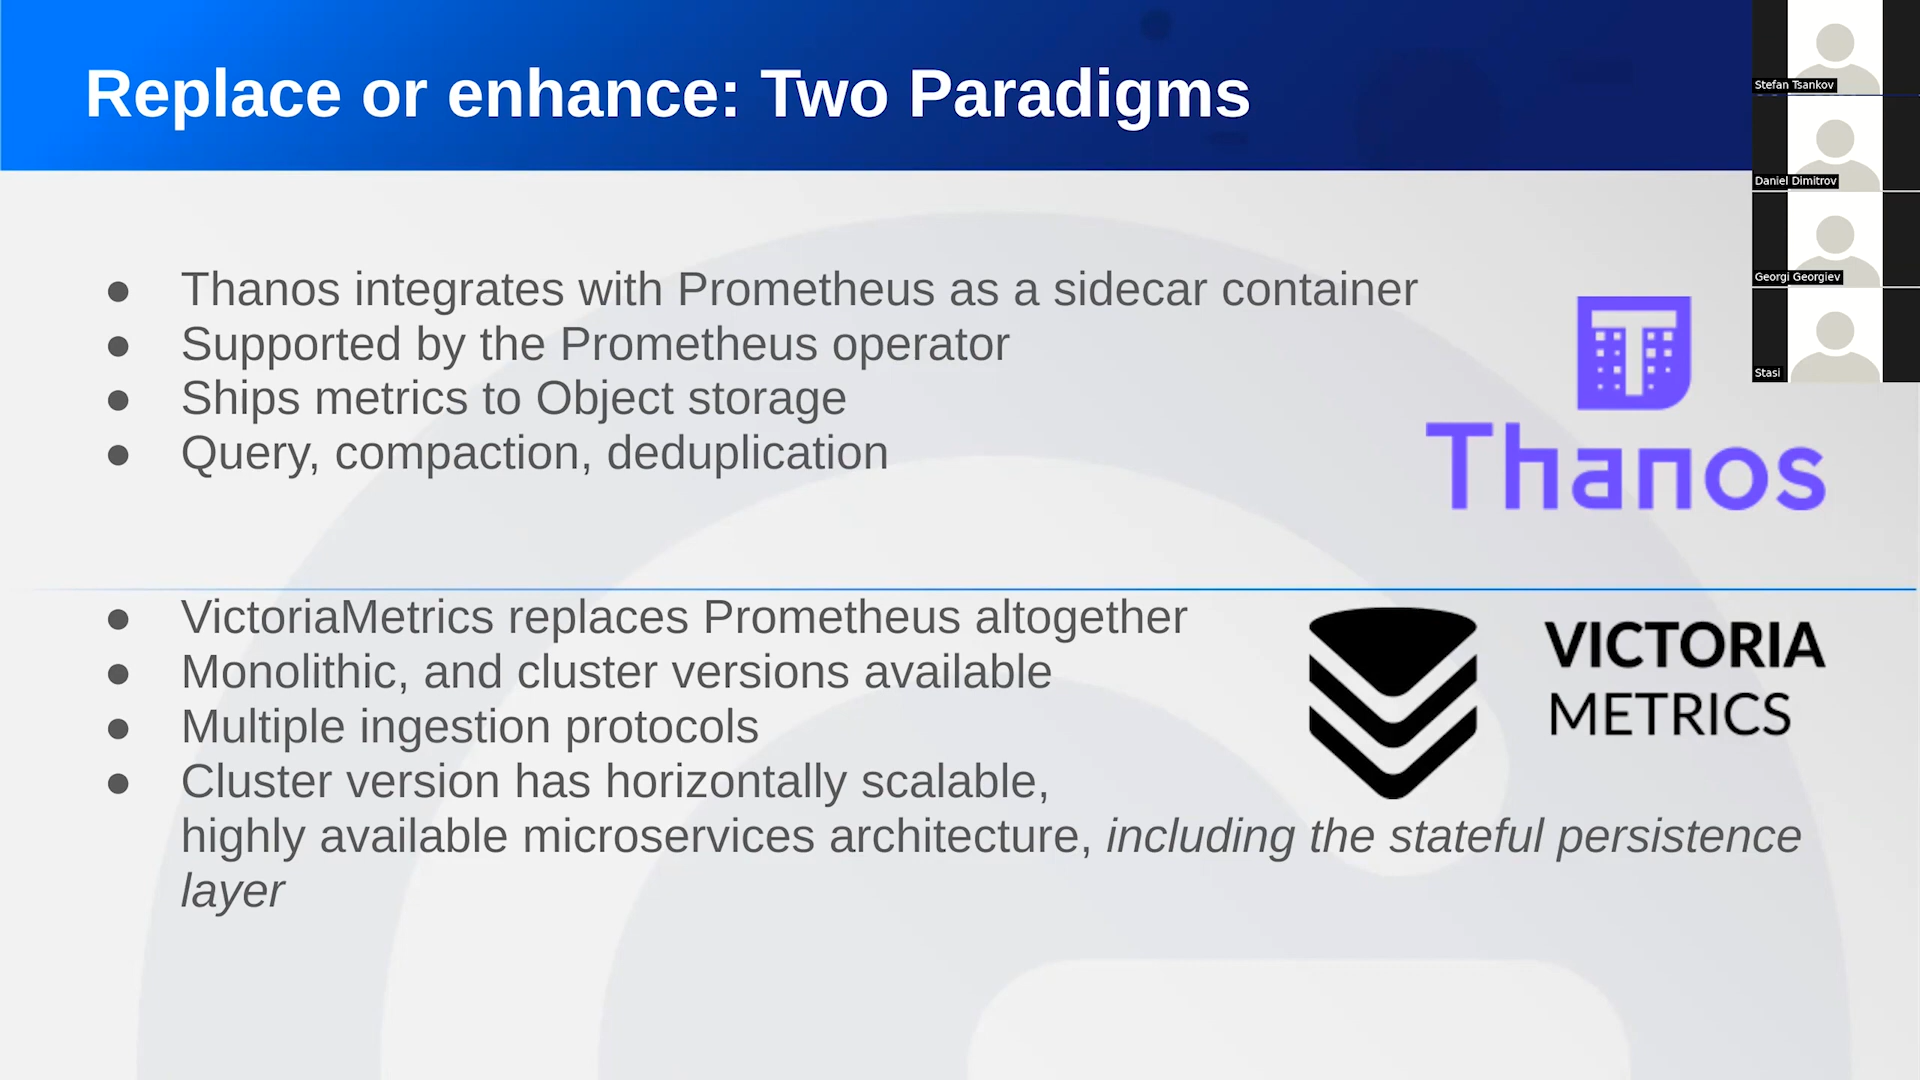 Replace or enhance: Two Paradigms
Stefan Tsankov
Daniel Dimitrov
Georgi Georgiev
Stasi
● Thanos integrates with Prometheus as a sidecar container
● Supported by the Prometheus operator
● Ships metrics to Object storage
● Query, compaction, deduplication
T
Thanos
● VictoriaMetrics replaces Prometheus altogether
● Monolithic, and cluster versions available
● Multiple ingestion protocols
● Cluster version has horizontally scalable,
highly available microservices architecture, including the stateful persistence
layer
VICTORIA
METRICS